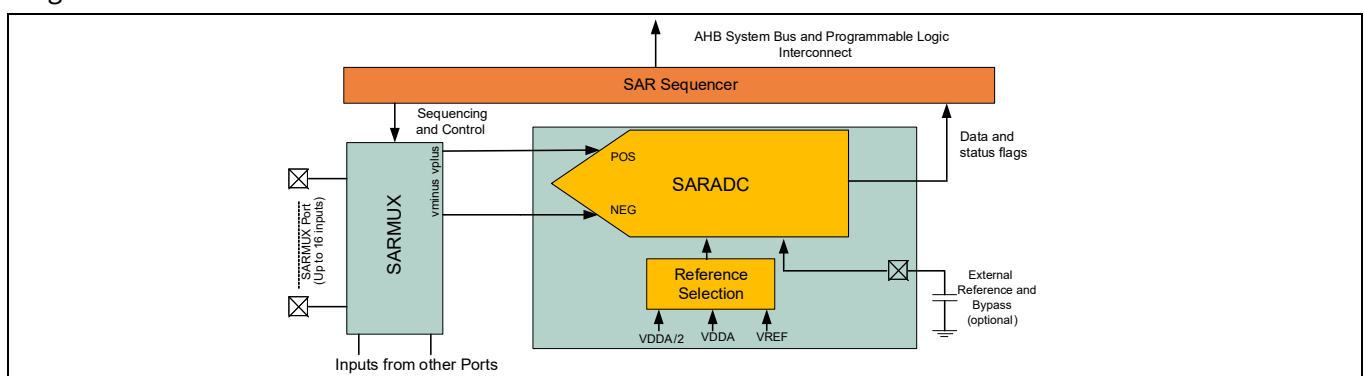 AHB System Bus and Programmable Logic
Interconnect
SAR Sequencer
Sequencing
and Control
Data and
status flags
vminus vplus
POS
SARADC
NEG
SARMUX
SARMUX Port
(Up to 16 inputs)
Reference
Selection
External
Reference and
Bypass
(optional)
VDDA/2
VDDA
VREF
Inputs from other Ports